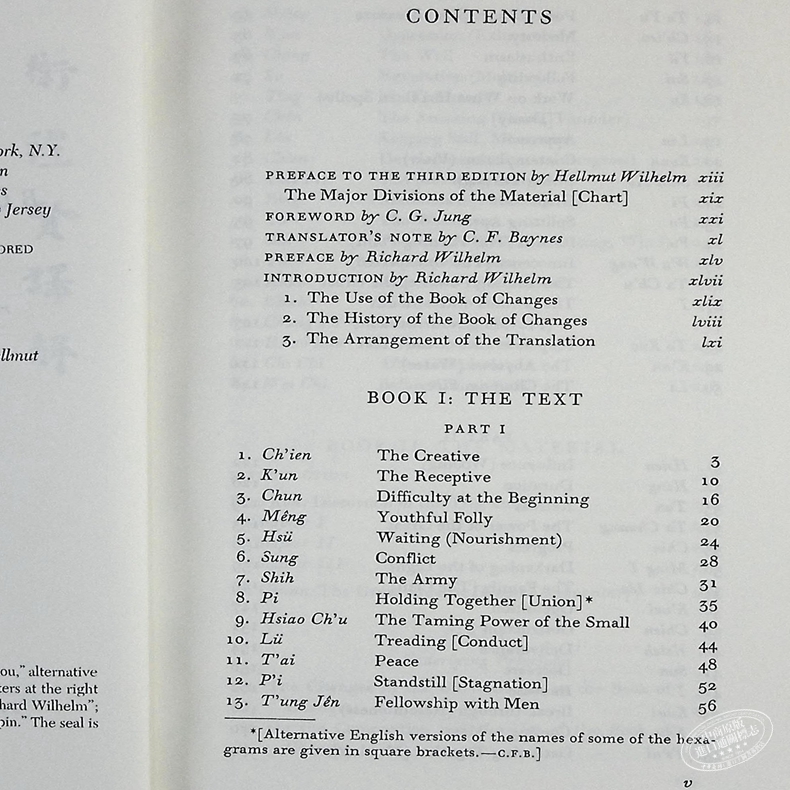 ork, N.Y.
n
s
Jersey
ORED
llmut
ou," alternative
ters at the right
hard Wilhelm";
pin." The seal is
CONTENTS
PREFACE TO THE THIRD EDITION by Hellmut Wilhelm xiii
The Major Divisions of the Material [Chart] xix
FOREWORD by C. G. Jung xxi
TRANSLATOR'S NOTE by C. F. Baynes xl
PREFACE by Richard Wilhelm xlv
INTRODUCTION by Richard Wilhelm xlvii
1. The Use of the Book of Changes xlix
2. The History of the Book of Changes lviii
3. The Arrangement of the Translation lxi
BOOK I: THE TEXT
PART I
1. Ch'ien The Creative 3
2. K'un The Receptive 10
3. Chun Difficulty at the Beginning 16
4. Mêng Youthful Folly 20
5. Hsü Waiting (Nourishment) 24
6. Sung Conflict 28
7. Shih The Army 31
8. Pi Holding Together [Union]* 35
9. Hsiao Ch'u The Taming Power of the Small 40
10. Lü Treading [Conduct] 44
11. T'ai Peace 48
12. P'i Standstill [Stagnation] 52
13. T'ung Jên Fellowship with Men 56
*[Alternative English versions of the names of some of the hexa-
grams are given in square brackets.—C.F.B.]
v